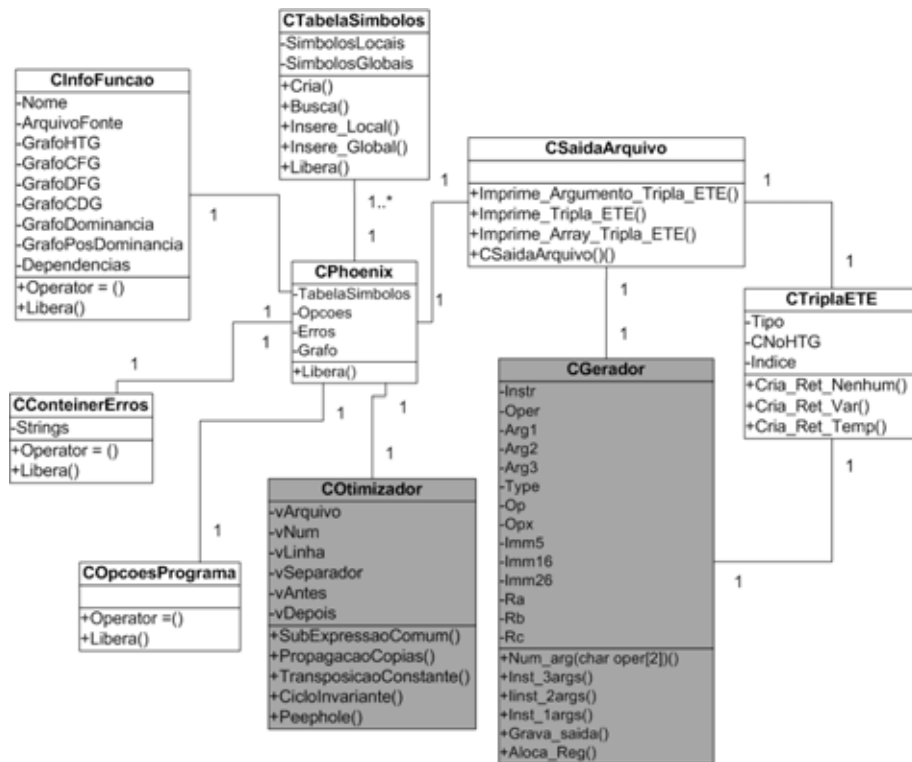 CTabelaSimbolos
-SimbolosLocais
-SimbolosGlobais
+Cria()
+Busca()
+Insere_Local()
+Insere_Global()
+Libera()
1..*
1
CInfoFuncao
-Nome
-ArquivoFonte
-GrafoHTG
-GrafoCFG
-GrafoDFG
-GrafoCDG
-GrafoDominancia
-GrafoPosDominancia
-Dependencias
+Operator = ()
+Libera()
1
1
CSaidaArquivo
+Imprime_Argumento_Tripla_ETE()
+Imprime_Tripla_ETE()
+Imprime_Array_Tripla_ETE()
+CSaidaArquivo()()
1
1
1
1
1
1
CPhoenix
-TabelaSimbolos
-Opcoes
-Erros
-Grafo
+Libera()
1
1
1
1
CTriplaETE
-Tipo
-CNoHTG
-Indice
+Cria_Ret_Nenhum()
+Cria_Ret_Var()
+Cria_Ret_Temp()
1
1
CConteinerErros
-Strings
+Operator = ()
+Libera()
1
COpcoesPrograma
+Operator =()
+Libera()
1
COtimizador
-vArquivo
-vNum
-vLinha
-vSeparador
-vAntes
-vDepois
+SubExpressaoComum()
+PropagacaoCopias()
+TransposicaoConstante()
+CicloInvariante()
+Peephole()
CGerador
-Instr
-Oper
-Arg1
-Arg2
-Arg3
-Type
-Op
-Opx
-Imm5
-Imm16
-Imm26
-Ra
-Rb
-Rc
+Num_arg(char oper[2])()
+Inst_3args()
+Iinst_2args()
+Inst_1args()
+Grava_saida()
+Aloca_Reg()